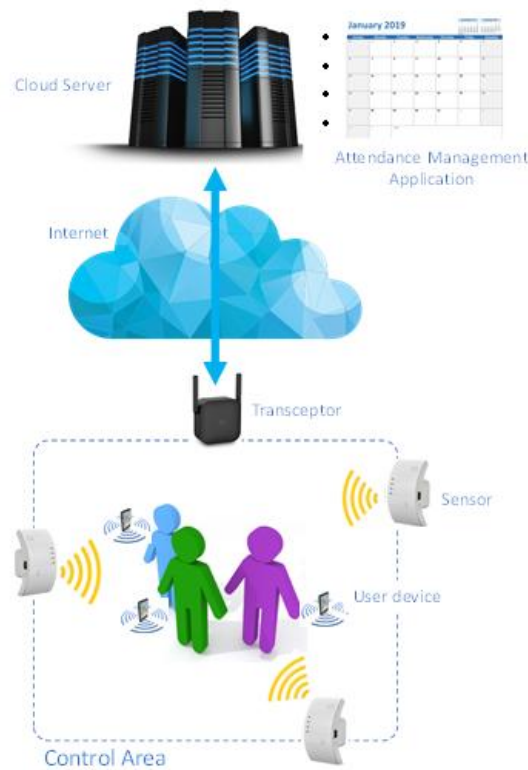 January 2019
Cloud Server
Attendance Management
Application
Internet
Transceptor
Sensor
User device
Control Area